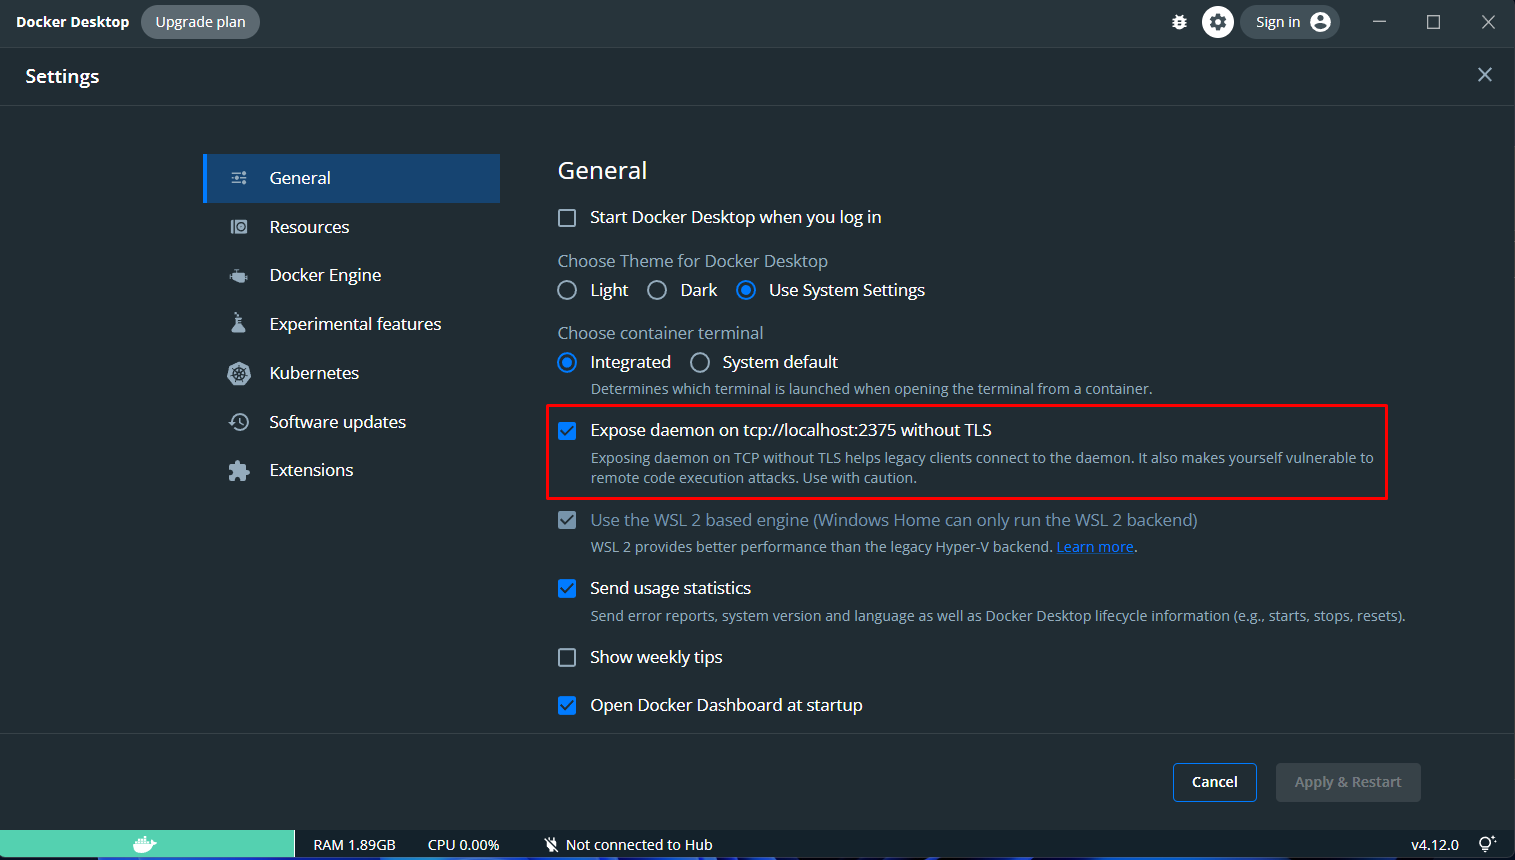 Docker Desktop
Upgrade plan
Sign in
Settings
General
Resources
Docker Engine
Experimental features
Kubernetes
Software updates
Extensions
General
Start Docker Desktop when you log in
Choose Theme for Docker Desktop
Light Dark Use System Settings
Choose container terminal
Integrated System default
Determines which terminal is launched when opening the terminal from a container.
Expose daemon on tcp://localhost:2375 without TLS
Exposing daemon on TCP without TLS helps legacy clients connect to the daemon. It also makes yourself vulnerable to
remote code execution attacks. Use with caution.
Use the WSL 2 based engine (Windows Home can only run the WSL 2 backend)
WSL 2 provides better performance than the legacy Hyper-V backend. Learn more.
Send usage statistics
Send error reports, system version and language as well as Docker Desktop lifecycle information (e.g., starts, stops, resets).
Show weekly tips
Open Docker Dashboard at startup
Cancel
Apply & Restart
RAM 1.89GB CPU 0.00% Not connected to Hub v4.12.0